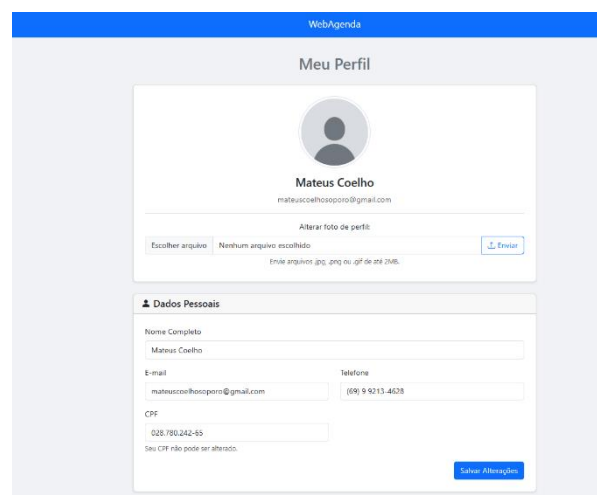 WebAgenda
Meu Perfil
Mateus Coelho
mateuscoelhosoporo@gmail.com
Alterar foto de perfil:
Escolher arquivo Nenhum arquivo escolhido Enviar
Envie arquivos .jpg, .png ou .gif de até 2MB.
Dados Pessoais
Nome Completo
Mateus Coelho
E-mail Telefone
mateuscoelhosoporo@gmail.com (69) 9 9213-4628
CPF
028.780.242-65
Seu CPF não pode ser alterado.
Salvar Alterações